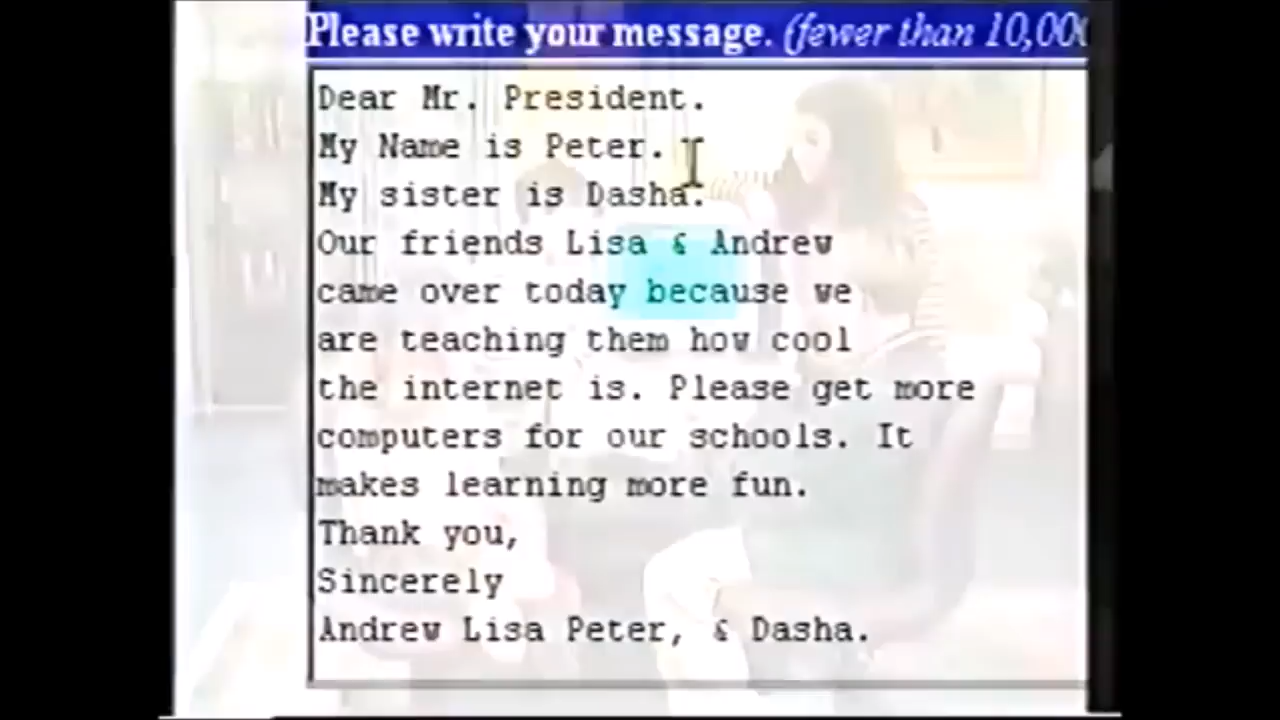 Please write your message. (fewer than 10,00
Dear Mr. President.
My Name is Peter.
My sister is Dasha.
Our friends Lisa & Andrew
came over today because we
are teaching them how cool
the internet is. Please get more
computers for our schools. It
makes learning more fun.
Thank you,
Sincerely
Andrew Lisa Peter, & Dasha.